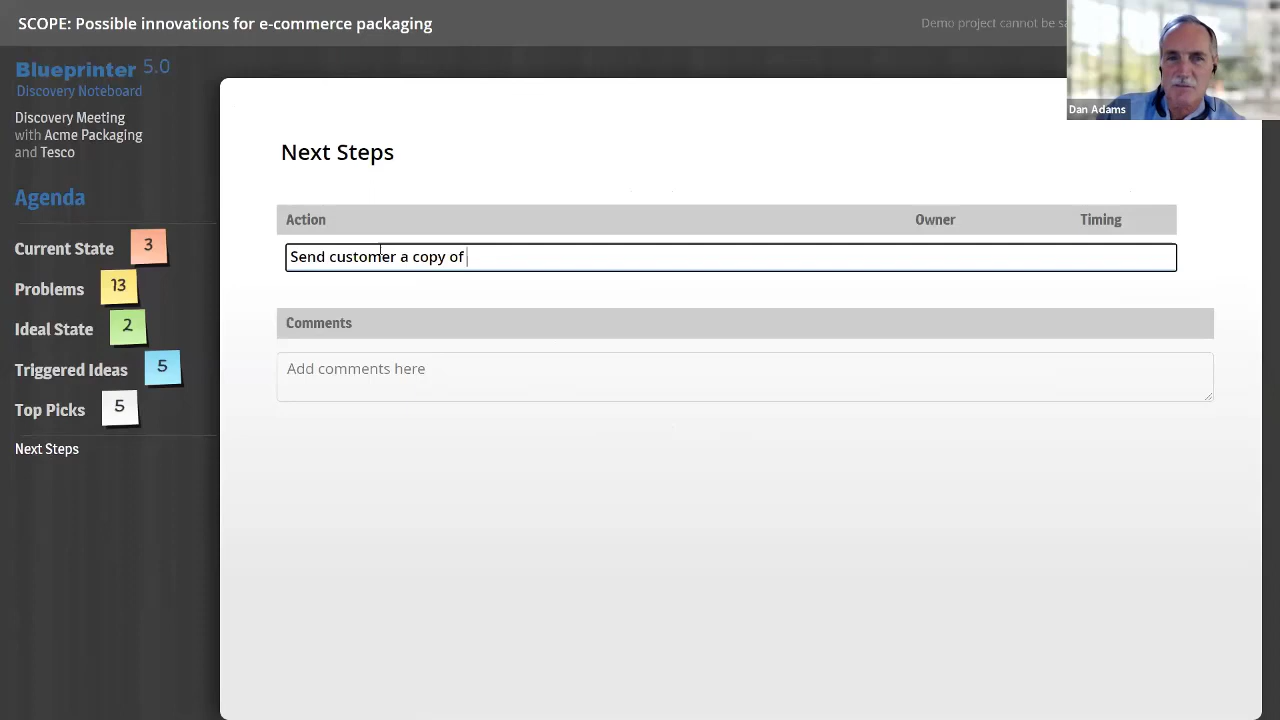 SCOPE: Possible innovations for e-commerce packaging
Demo project cannot be sa
Dan Adams
Blueprinter 5.0
Discovery Noteboard
Discovery Meeting
with Acme Packaging
and Tesco
Agenda
Current State 3
Problems 13
Ideal State 2
Triggered Ideas 5
Top Picks 5
Next Steps
Next Steps
Action Owner Timing
Send customer a copy of
Comments
Add comments here